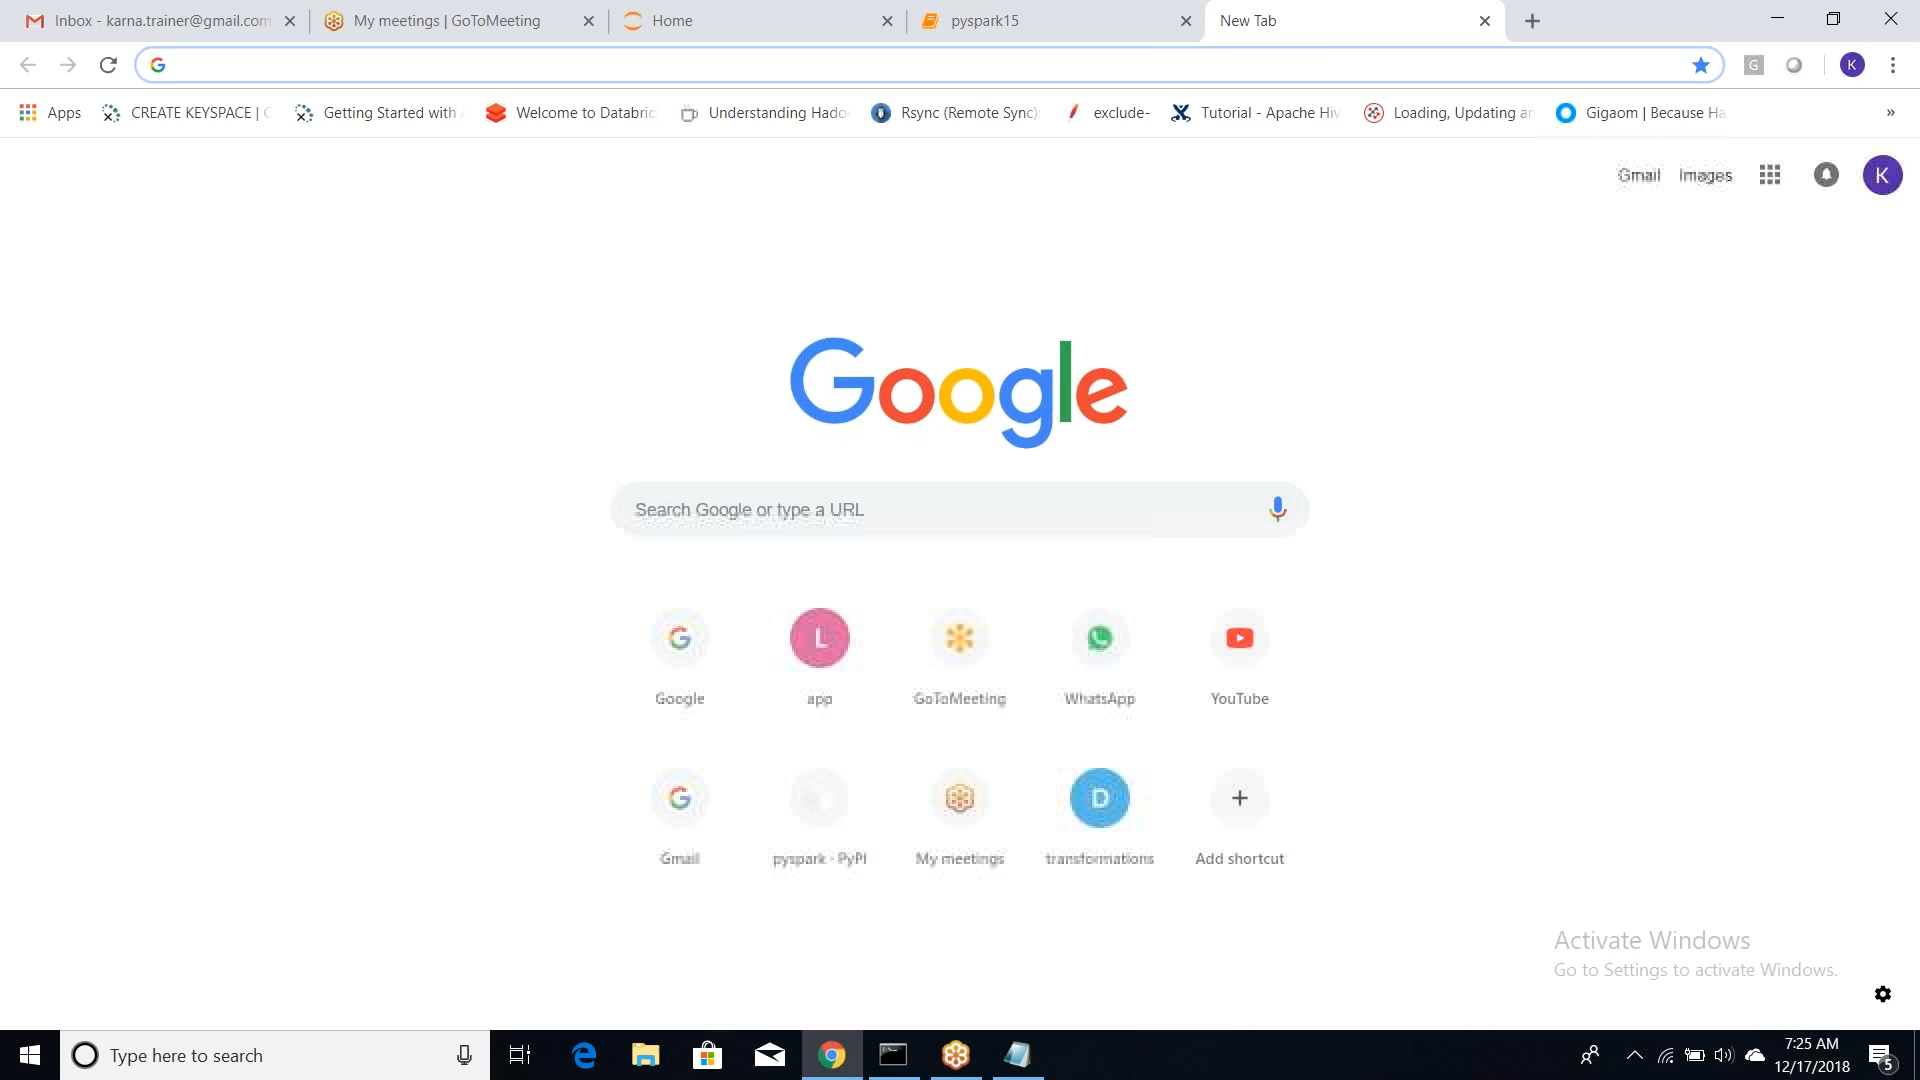 Inbox - karna.trainer@gmail.com
My meetings | GoToMeeting
Home
pyspark15
New Tab
K
Apps
CREATE KEYSPACE | C
Getting Started with A
Welcome to Databric
Understanding Hado
Rsync (Remote Sync):
exclude-
Tutorial - Apache Hiv
Loading, Updating an
Gigaom | Because Ha
»
Gmail
Images
K
Google
Search Google or type a URL
L
Google
app
GoToMeeting
WhatsApp
YouTube
D
Gmail
pyspark · PyPI
My meetings
transformations
Add shortcut
Activate Windows
Go to Settings to activate Windows.
Type here to search
7:25 AM
12/17/2018
5